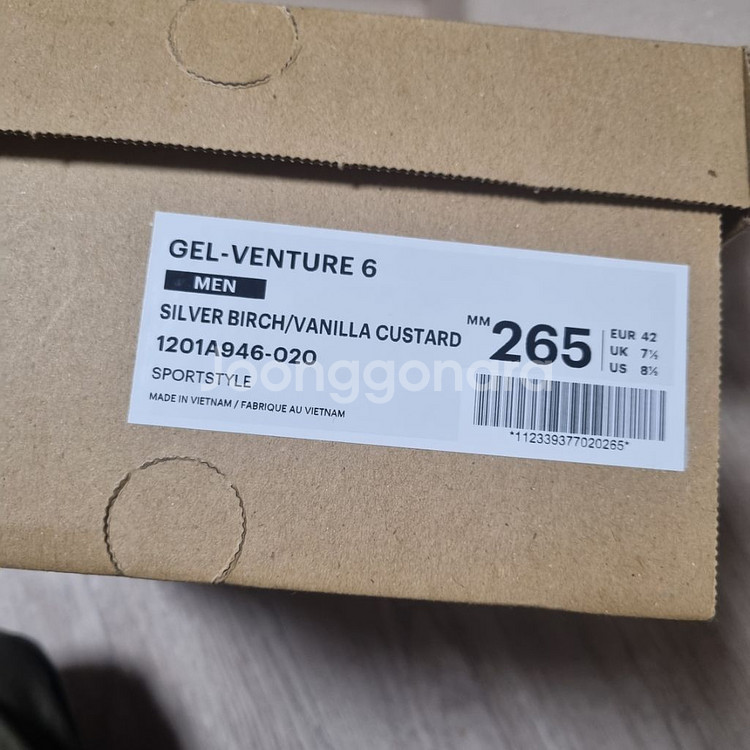 GEL-VENTURE 6
MEN
SILVER BIRCH/VANILLA CUSTARD
1201A946-020
SPORTSTYLE
MADE IN VIETNAM / FABRIQUE AU VIETNAM
MM 265
EUR 42
UK 7½
US 8½
*112339377020265*
joonggonara